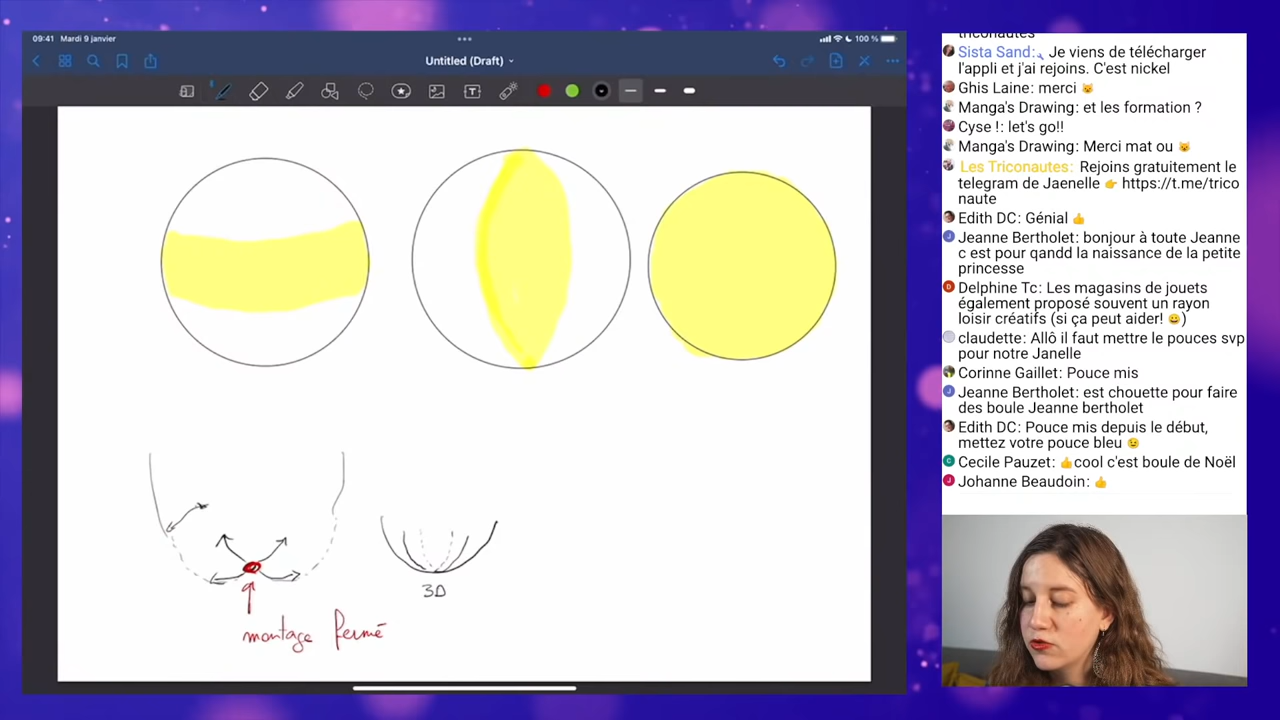 09:41 Mardi 9 janvier
100 %
Untitled (Draft)
3D
montage fermé
triconautes
Sista Sand: Je viens de télécharger
l'appli et j'ai rejoins. C'est nickel
Ghis Laine: merci 😺
Manga's Drawing: et les formation ?
Cyse !: let's go!!
Manga's Drawing: Merci mat ou 😺
Les Triconautes: Rejoins gratuitement le
telegram de Jaenelle 👉 https://t.me/trico
naute
Edith DC: Génial 👍
Jeanne Bertholet: bonjour à toute Jeanne
c est pour qandd la naissance de la petite
princesse
Delphine Tc: Les magasins de jouets
également proposé souvent un rayon
loisir créatifs (si ça peut aider! 😀)
claudette: Allô il faut mettre le pouces svp
pour notre Janelle
Corinne Gaillet: Pouce mis
Jeanne Bertholet: est chouette pour faire
des boule Jeanne bertholet
Edith DC: Pouce mis depuis le début,
mettez votre pouce bleu 😉
Cecile Pauzet: 👍cool c'est boule de Noël
Johanne Beaudoin: 👍